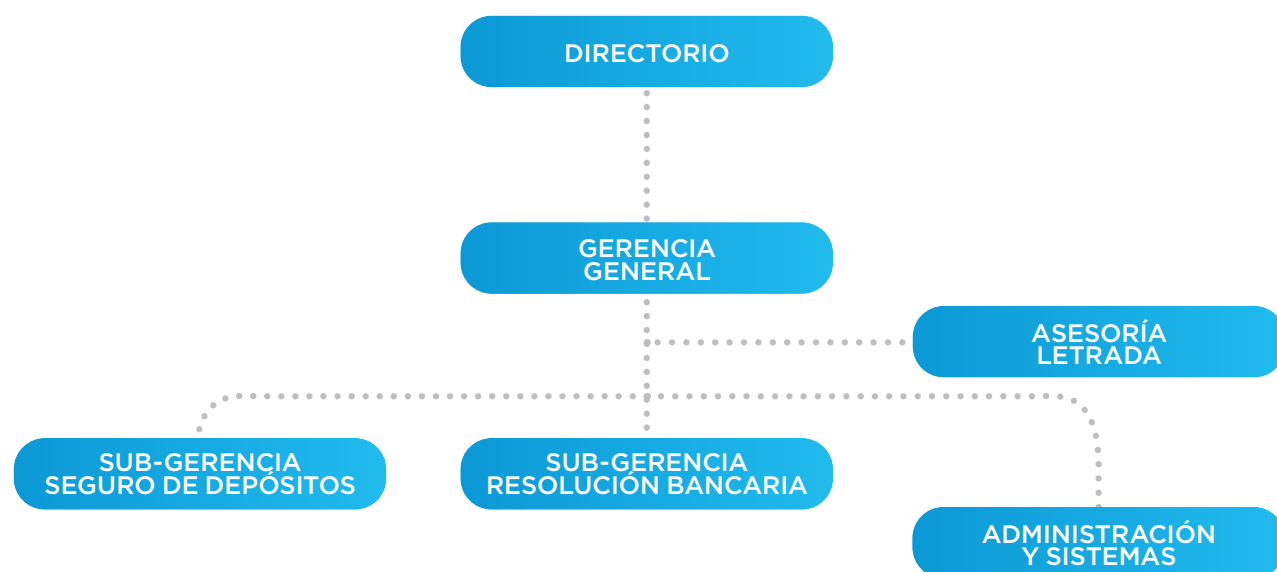 DIRECTORIO
GERENCIA
GENERAL
ASESORÍA
LETRADA
SUB-GERENCIA
SEGURO DE DEPÓSITOS
SUB-GERENCIA
RESOLUCIÓN BANCARIA
ADMINISTRACIÓN
Y SISTEMAS